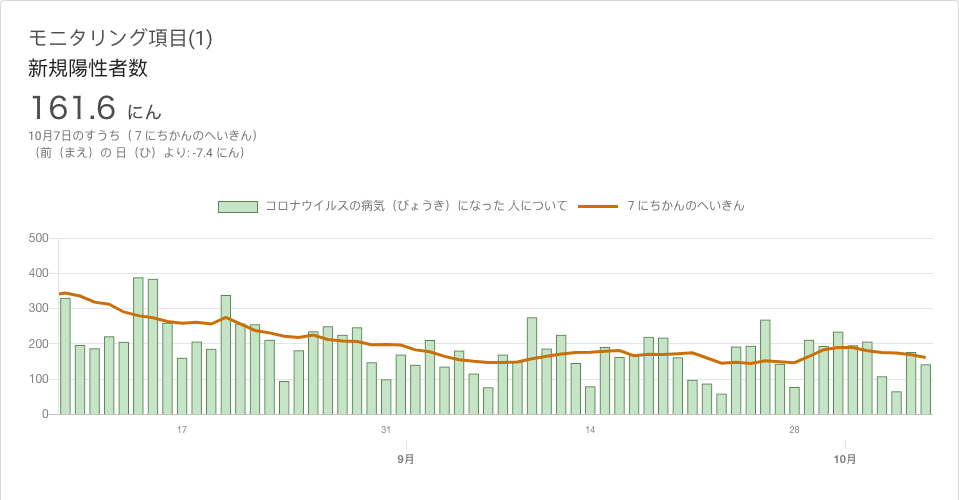 モニタリング項目(1)
新規陽性者数
161.6 にん
10月7日のすうち（７にちかんのへいきん）
（前（まえ）の 日（ひ）より: -7.4 にん）
コロナウイルスの病気（びょうき）になった 人について ７にちかんのへいきん
500
400
300
200
100
0
17 31 14 28
9月 10月